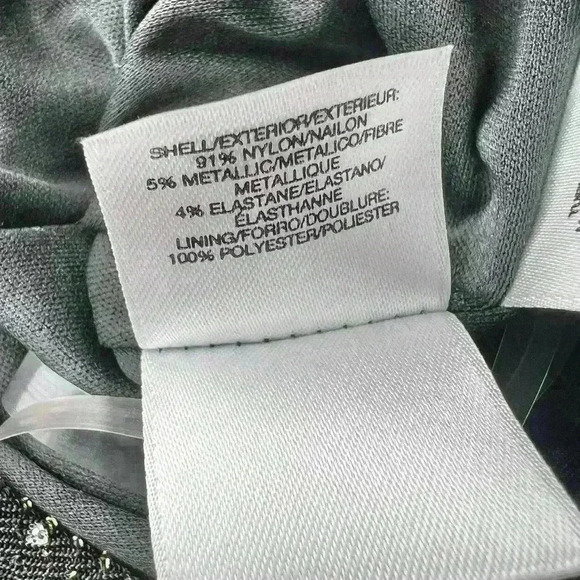 SHELL/EXTERIOR/EXTERIEUR:
91% NYLON/NAILON
5% METALLIC/METALICO/FIBRE
METALLIQUE
4% ELASTANE/ELASTANO/
ÉLASTHANNE
LINING/FORRO/DOUBLURE:
100% POLYESTER/POLIESTER